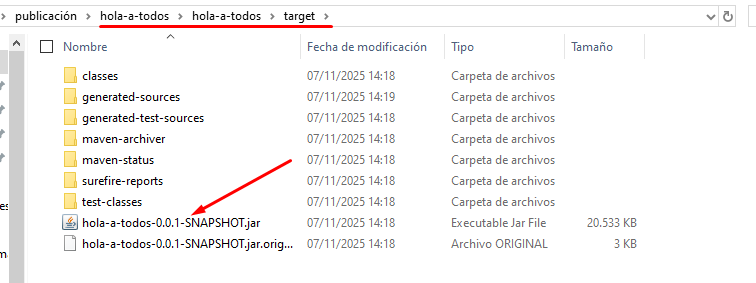 publicación > hola-a-todos > hola-a-todos > target
Nombre Fecha de modificación Tipo Tamaño
classes 07/11/2025 14:18 Carpeta de archivos
generated-sources 07/11/2025 14:19 Carpeta de archivos
generated-test-sources 07/11/2025 14:18 Carpeta de archivos
maven-archiver 07/11/2025 14:18 Carpeta de archivos
maven-status 07/11/2025 14:18 Carpeta de archivos
surefire-reports 07/11/2025 14:18 Carpeta de archivos
test-classes 07/11/2025 14:18 Carpeta de archivos
hola-a-todos-0.0.1-SNAPSHOT.jar 07/11/2025 14:18 Executable Jar File 20.533 KB
hola-a-todos-0.0.1-SNAPSHOT.jar.orig... 07/11/2025 14:18 Archivo ORIGINAL 3 KB